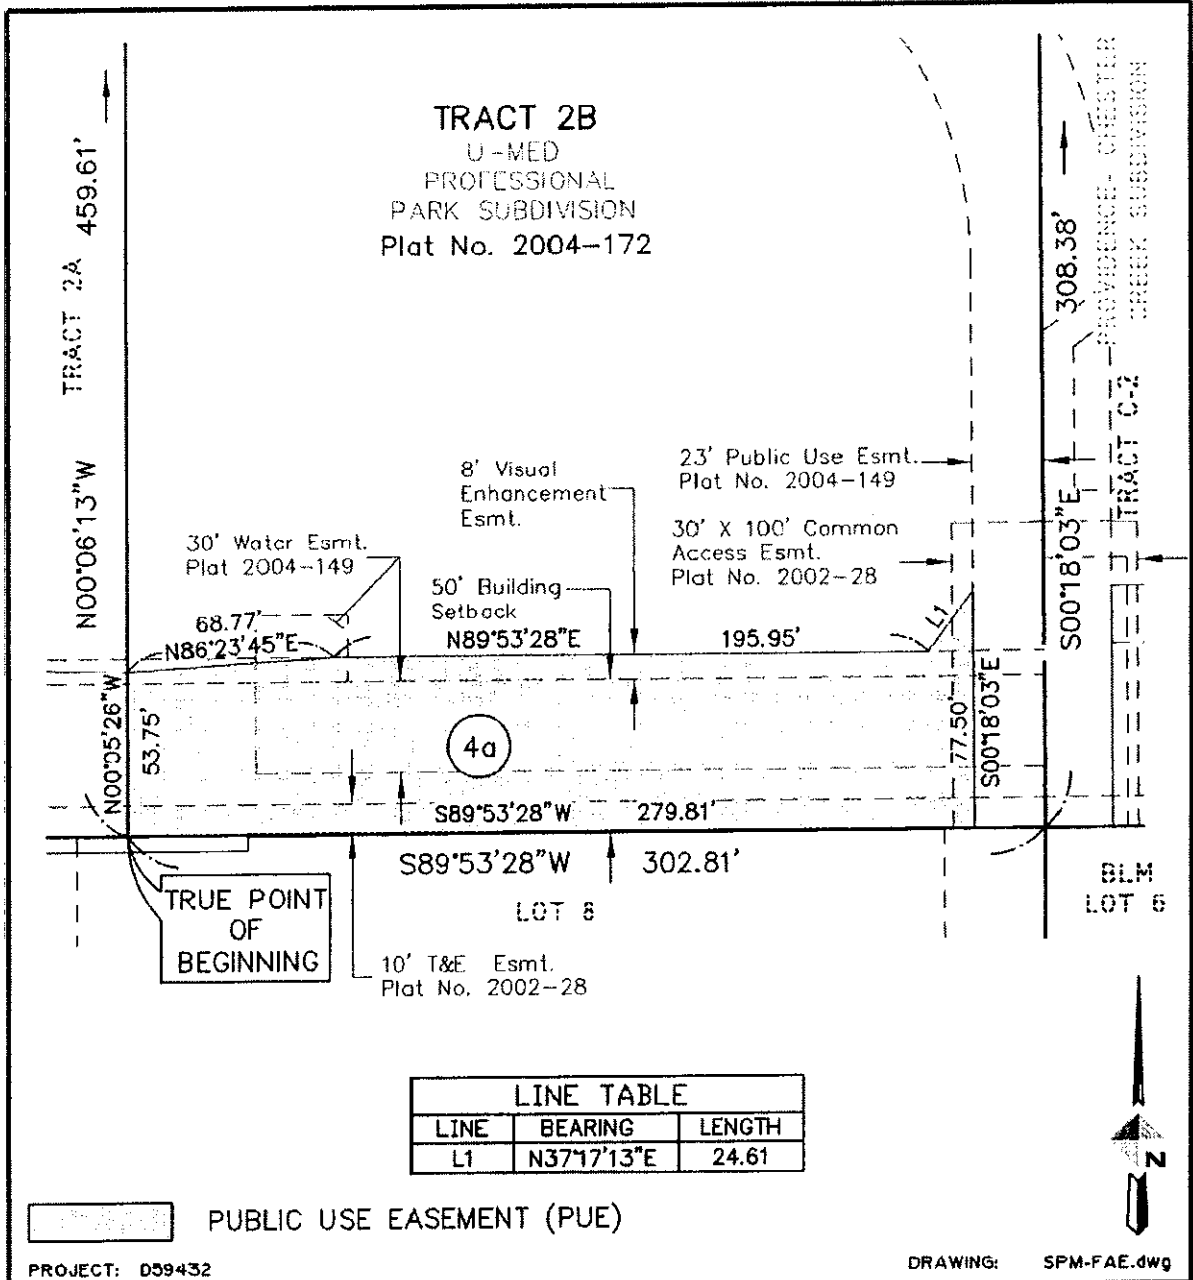 TRACT 2B
U-MED
PROFESSIONAL
PARK SUBDIVISION
Plat No. 2004-172
N00°06'13"W TRACT 2A 459.61'
308.38'
PROVIDENCE- CHESTER
CREEK SUBDIVISION
TRACT C-2
S00°18'03"E
8' Visual
Enhancement
Esmt.
23' Public Use Esmt.
Plat No. 2004-149
30' X 100' Common
Access Esmt.
Plat No. 2002-28
30' Water Esmt.
Plat 2004-149
50' Building
Setback
68.77'
N86°23'45"E
N89°53'28"E 195.95'
L1
N00°05'26"W
53.75'
4a
77.50'
S00°18'03"E
S89°53'28"W 279.81'
S89°53'28"W 302.81'
TRUE POINT
OF
BEGINNING
LOT 8
BLM
LOT 6
10' T&E Esmt.
Plat No. 2002-28
LINE TABLE
LINE BEARING LENGTH
L1 N37°17'13"E 24.61
N
PUBLIC USE EASEMENT (PUE)
PROJECT: D59432
DRAWING: SPM-FAE.dwg